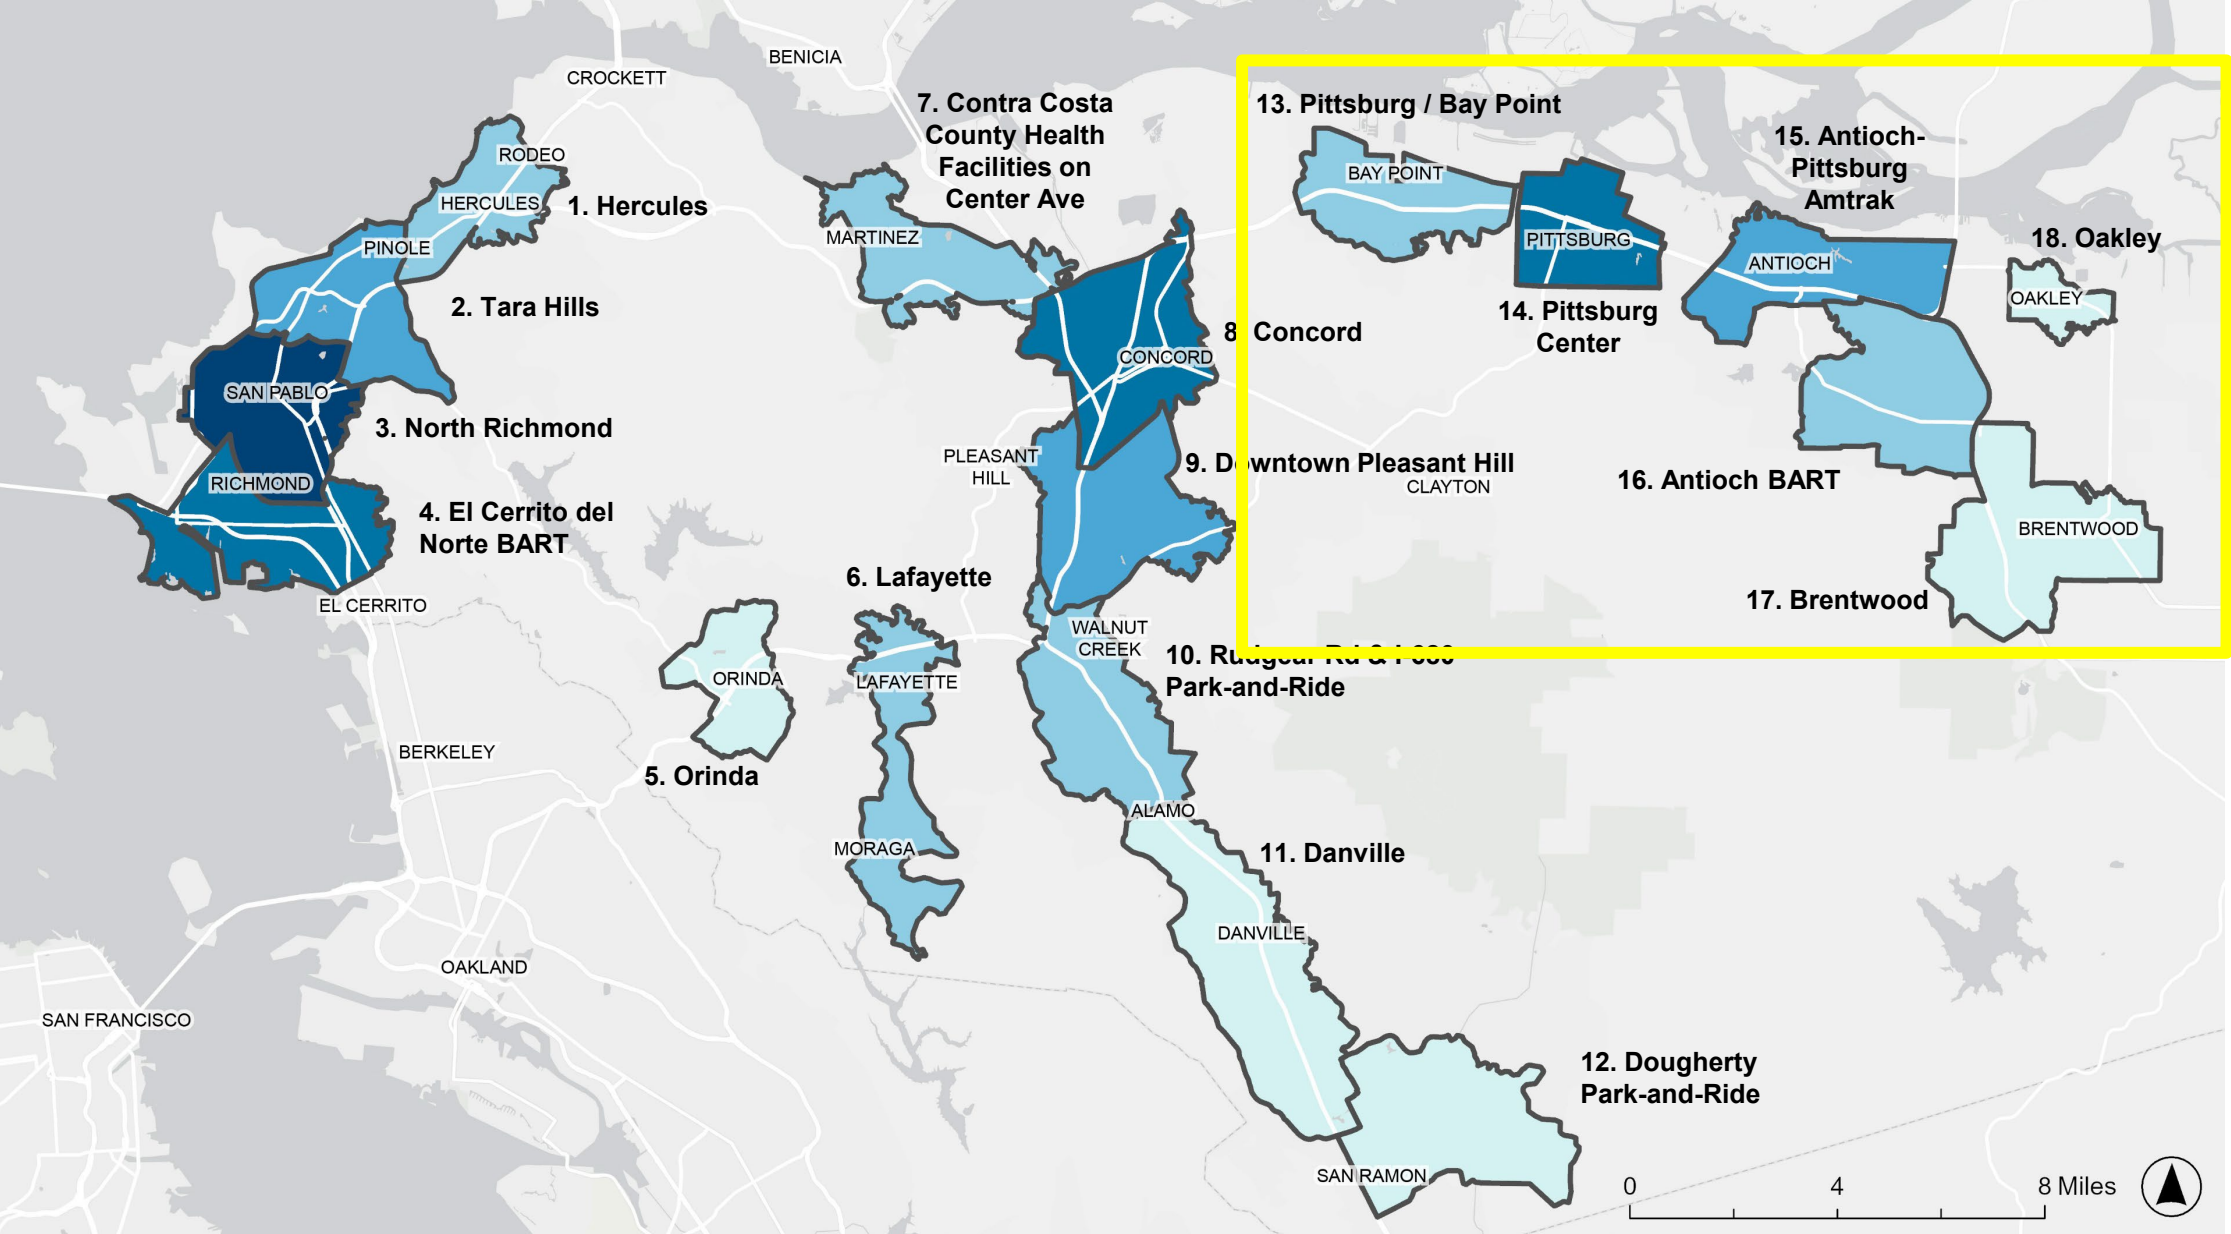 BENICIA
CROCKETT
7. Contra Costa
County Health
Facilities on
Center Ave
13. Pittsburg / Bay Point
15. Antioch-
Pittsburg
Amtrak
RODEO
BAY POINT
HERCULES
1. Hercules
MARTINEZ
PINOLE
PITTSBURG
ANTIOCH
18. Oakley
OAKLEY
2. Tara Hills
14. Pittsburg
Center
8. Concord
CONCORD
SAN PABLO
3. North Richmond
PLEASANT
HILL
9. Downtown Pleasant Hill
CLAYTON
16. Antioch BART
RICHMOND
4. El Cerrito del
Norte BART
BRENTWOOD
6. Lafayette
17. Brentwood
EL CERRITO
WALNUT
CREEK
10. Rudgear Rd & I-680
Park-and-Ride
ORINDA
LAFAYETTE
BERKELEY
5. Orinda
ALAMO
MORAGA
11. Danville
DANVILLE
OAKLAND
SAN FRANCISCO
12. Dougherty
Park-and-Ride
SAN RAMON
0 4 8 Miles